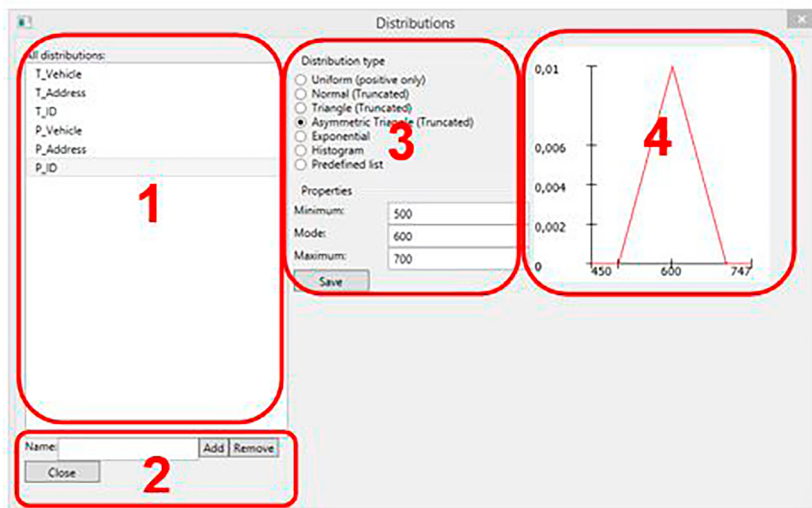 Distributions
All distributions:
T_Vehicle
T_Address
T_ID
P_Vehicle
P_Address
P_ID
1
Name:
Add Remove
Close
2
Distribution type
Uniform (positive only)
Normal (Truncated)
Triangle (Truncated)
Asymmetric Triangle (Truncated)
Exponential
Histogram
Predefined list
3
Properties
Minimum: 500
Mode: 600
Maximum: 700
Save
4
0,01
0,006
0,004
0,002
0
450 600 747